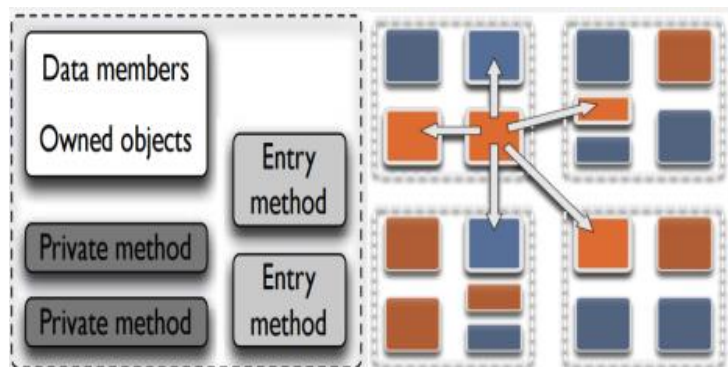 Data members
Owned objects
Entry
method
Private method
Entry
method
Private method